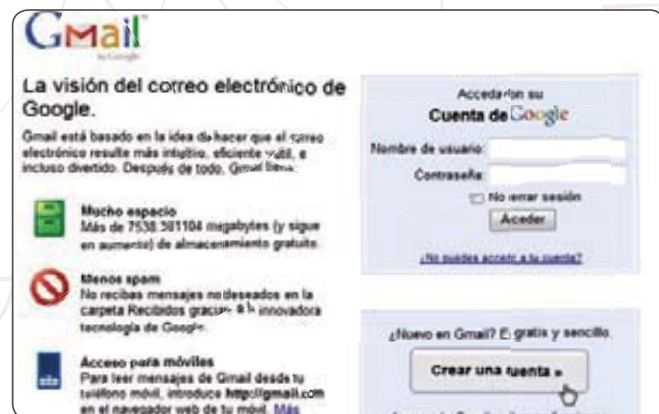 Gmail
by Google
La visión del correo electrónico de
Google.
Gmail está basado en la idea de hacer que el correo
electrónico resulte más intuitivo, eficiente y útil, e
incluso divertido. Después de todo, Gmail tiene:
Mucho espacio
Más de 7538.381104 megabytes (y sigue
en aumento) de almacenamiento gratuito.
Menos spam
No recibas mensajes no deseados en la
carpeta Recibidos gracias a la innovadora
tecnología de Google
Acceso para móviles
Para leer mensajes de Gmail desde tu
teléfono móvil, introduce http://gmail.com
en el navegador web de tu móvil. Más
Acceda con su
Cuenta de Google
Nombre de usuario:
Contraseña:
No cerrar sesión
Acceder
¿No puedes acceder a tu cuenta?
¿Nuevo en Gmail? Es gratis y sencillo.
Crear una cuenta »